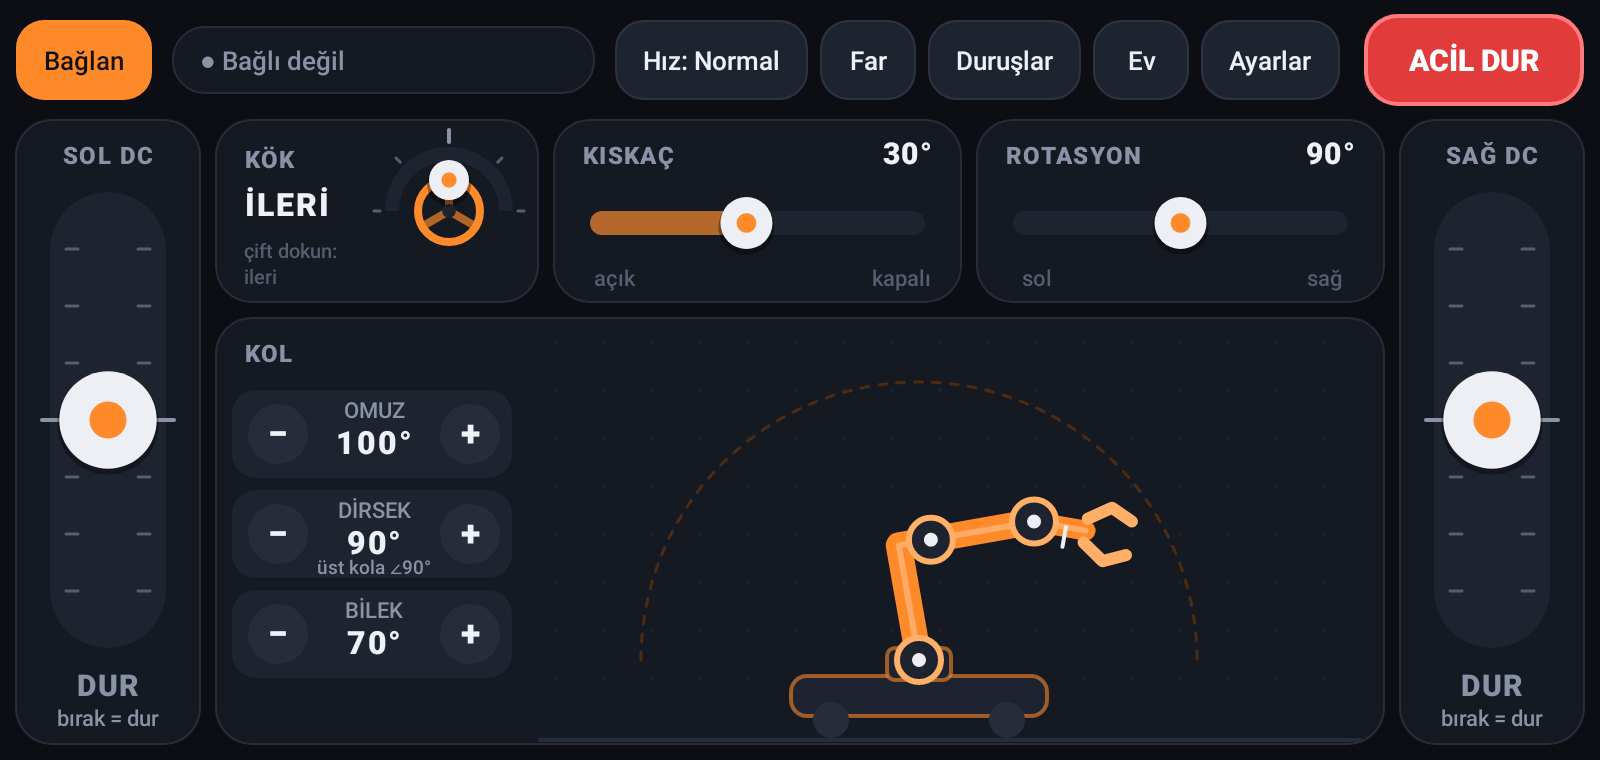 Bağlan
Bağlı değil
Hız: Normal
Far
Duruşlar
Ev
Ayarlar
ACİL DUR
SOL DC
DUR
bırak = dur
KÖK
İLERİ
çift dokun:
ileri
KISKAÇ
30°
açık
kapalı
ROTASYON
90°
sol
sağ
KOL
−
OMUZ
100°
+
−
DİRSEK
90°
üst kola ∠90°
+
−
BİLEK
70°
+
SAĞ DC
DUR
bırak = dur